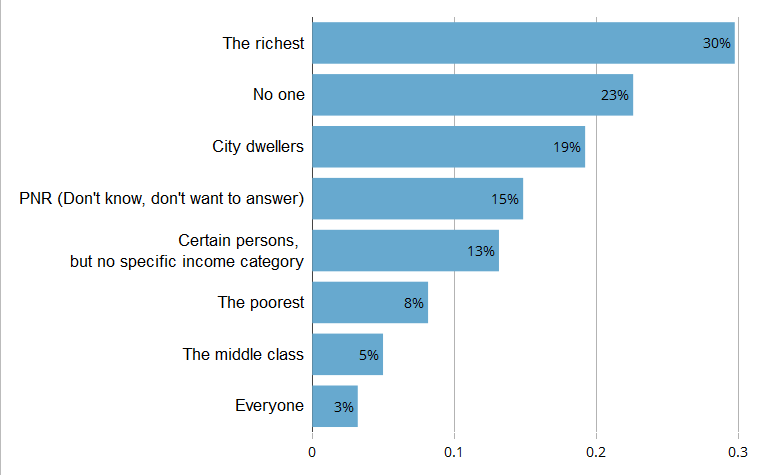 The richest 30%
No one 23%
City dwellers 19%
PNR (Don't know, don't want to answer) 15%
Certain persons,
but no specific income category 13%
The poorest 8%
The middle class 5%
Everyone 3%
0 0.1 0.2 0.3